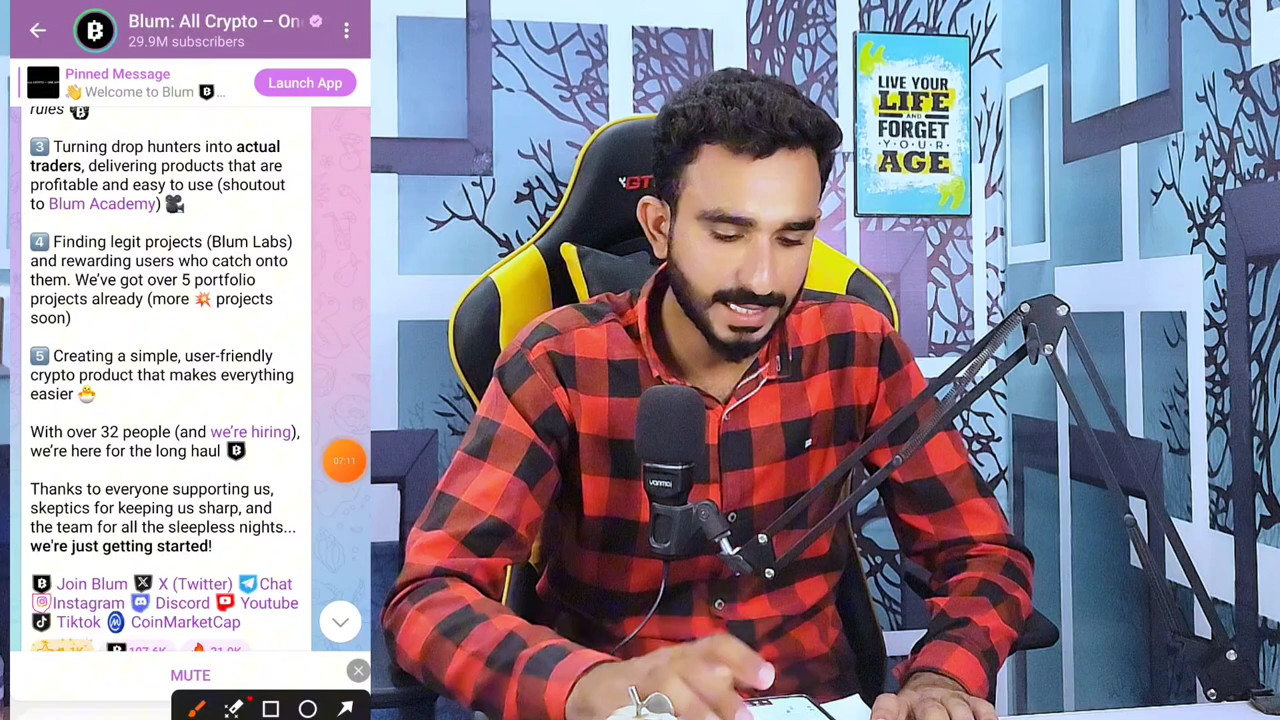 Blum: All Crypto – On
29.9M subscribers
Pinned Message
👋 Welcome to Blum ...
Launch App
rules
3️⃣ Turning drop hunters into actual
traders, delivering products that are
profitable and easy to use (shoutout
to Blum Academy) 🎥
4️⃣ Finding legit projects (Blum Labs)
and rewarding users who catch onto
them. We've got over 5 portfolio
projects already (more 💥 projects
soon)
5️⃣ Creating a simple, user-friendly
crypto product that makes everything
easier 🐣
With over 32 people (and we're hiring),
we're here for the long haul
Thanks to everyone supporting us,
skeptics for keeping us sharp, and
the team for all the sleepless nights...
we're just getting started!
Join Blum X (Twitter) Chat
Instagram Discord Youtube
Tiktok CoinMarketCap
MUTE
07:11
LIVE YOUR
LIFE
AND
FORGET
·YOUR·
AGE
vanmaa